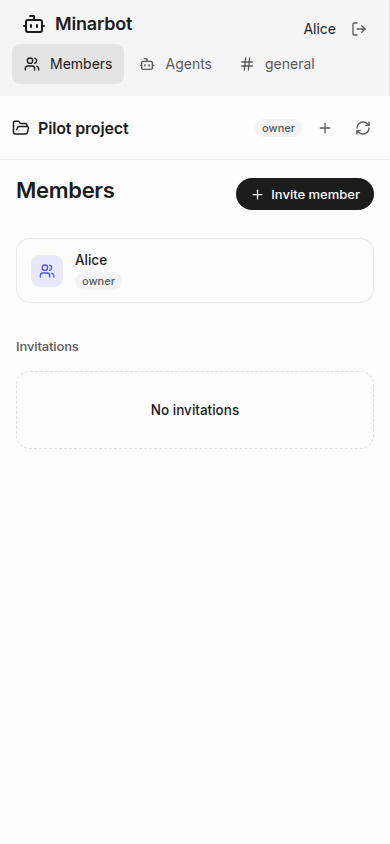 Minarbot
Alice
Members
Agents
general
Pilot project
owner
Members
Invite member
Alice
owner
Invitations
No invitations